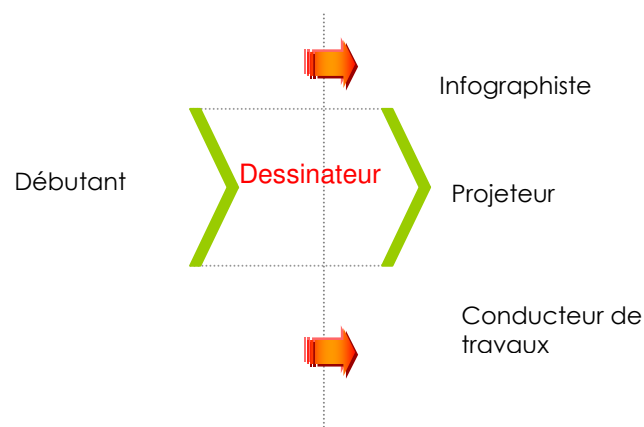 Infographiste
Débutant
Dessinateur
Projeteur
Conducteur de
travaux